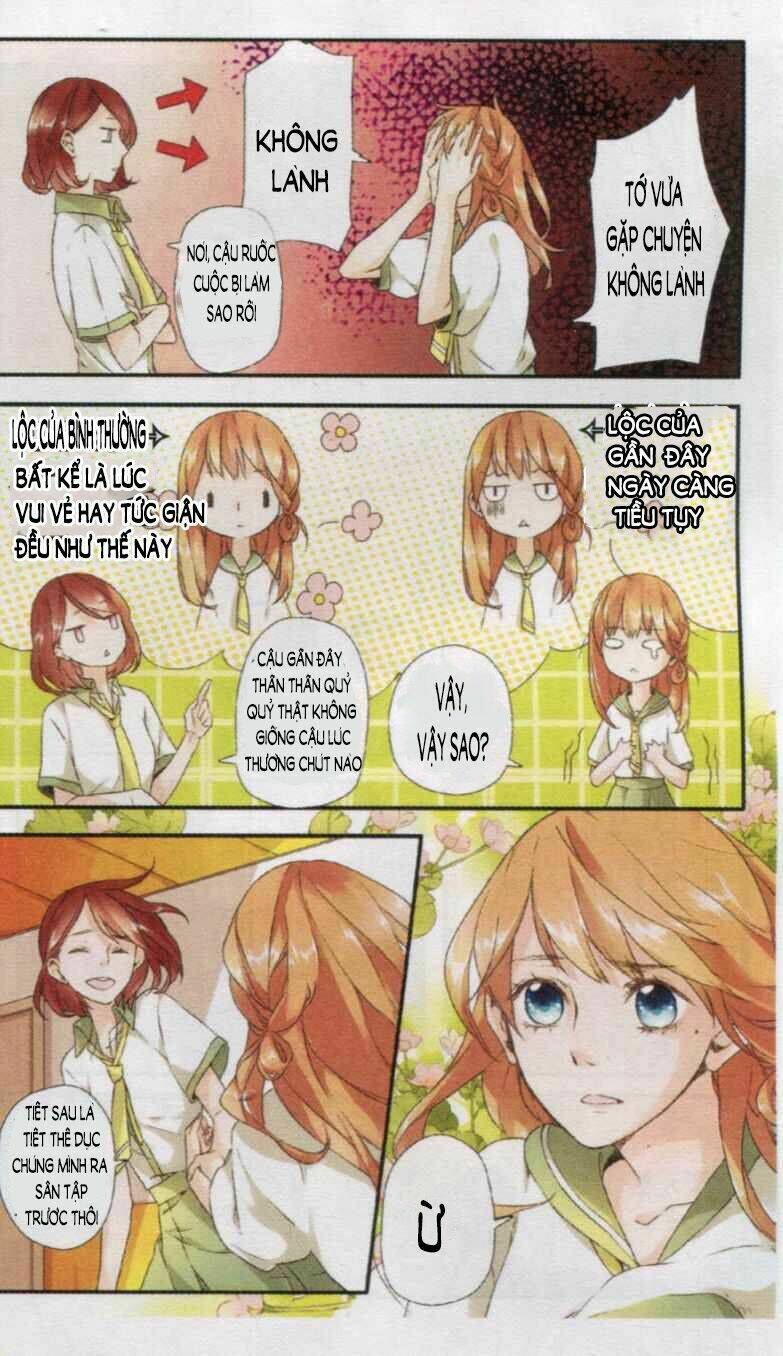 TỚ VỪA
GẶP CHUYỆN
KHÔNG LÀNH
KHÔNG
LÀNH
NÓI, CẬU RUỐC
CUỘC BỊ LÀM
SAO RỒI
LỘC CỦA
GẦN ĐÂY
NGÀY CÀNG
TIỀU TỤY
LỘC CỦA BÌNH THƯỜNG
BẤT KỂ LÀ LÚC
VUI VẺ HAY TỨC GIẬN
ĐỀU NHƯ THẾ NÀY
VẬY,
VẬY SAO?
CẬU GẦN ĐÂY
THẦN THẦN QUỶ
QUỶ THẬT KHÔNG
GIỐNG CẬU LÚC
THƯỜNG CHÚT NÀO
Ừ
TIẾT SAU LÀ
TIẾT THỂ DỤC
CHÚNG MÌNH RA
SÂN TẬP
TRƯỚC THÔI